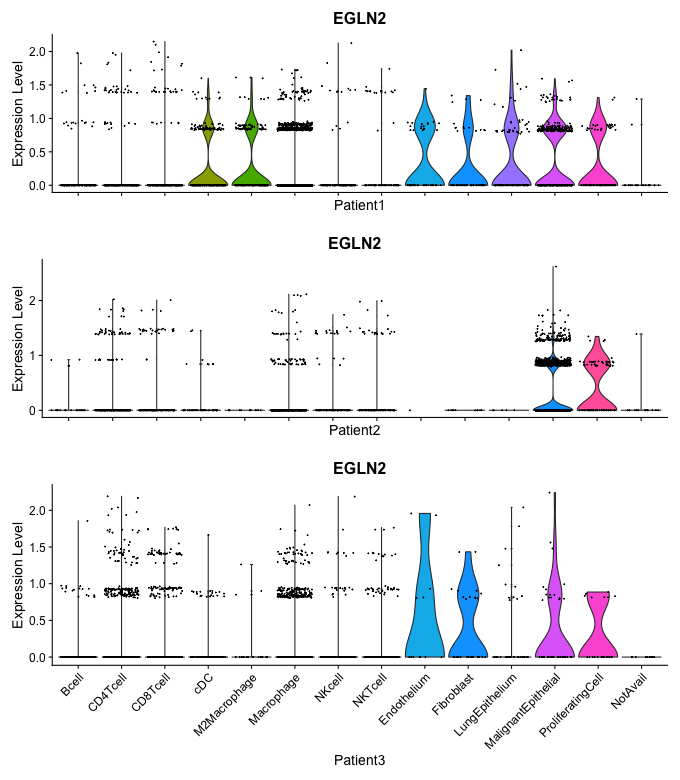 EGLN2
2.0
1.5
1.0
0.5
0.0
Expression Level
Patient1
EGLN2
2
1
0
Expression Level
Patient2
EGLN2
2.0
1.5
1.0
0.5
0.0
Expression Level
Bcell
CD4Tcell
CD8Tcell
cDC
M2Macrophage
Macrophage
NKcell
NKTcell
Endothelium
Fibroblast
LungEpithelium
MalignantEpithelial
ProliferatingCell
NotAvail
Patient3